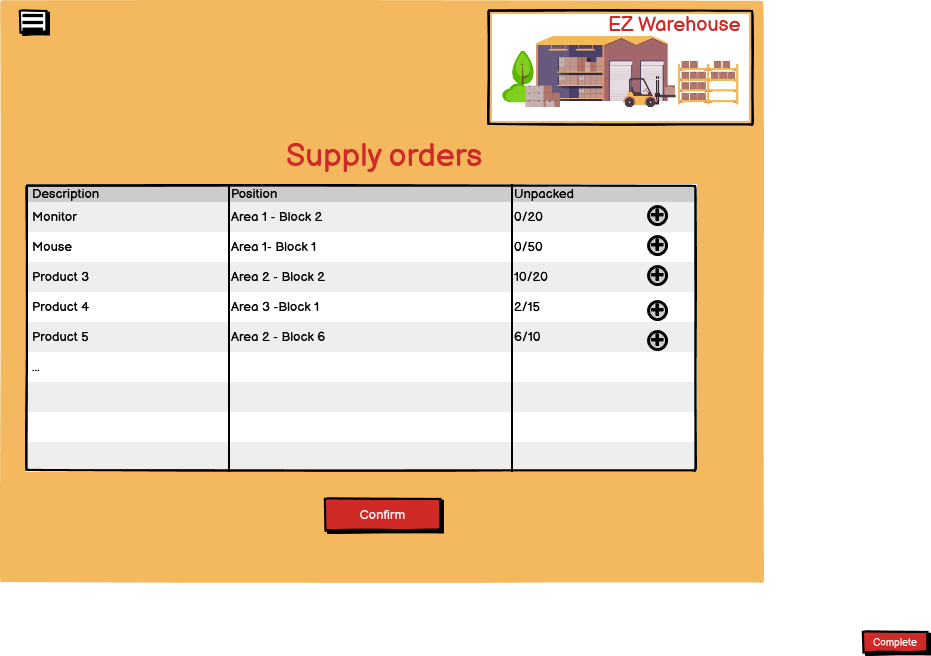 EZ Warehouse
Supply orders
Description Position Unpacked
Monitor Area 1 - Block 2 0/20
Mouse Area 1- Block 1 0/50
Product 3 Area 2 - Block 2 10/20
Product 4 Area 3 -Block 1 2/15
Product 5 Area 2 - Block 6 6/10
...
Confirm
Complete